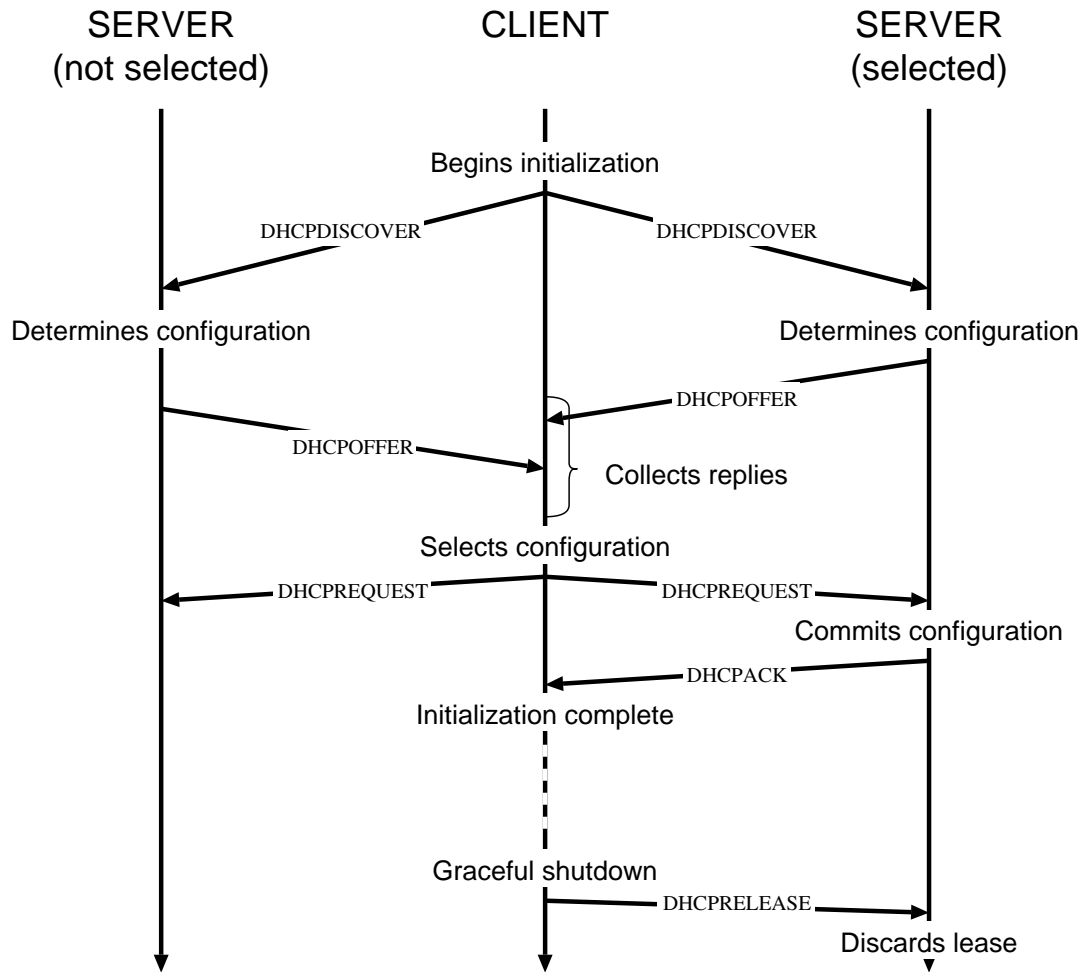 SERVER
(not selected)
CLIENT
SERVER
(selected)
Begins initialization
DHCPDISCOVER
DHCPDISCOVER
Determines configuration
Determines configuration
DHCPOFFER
DHCPOFFER
Collects replies
Selects configuration
DHCPREQUEST
DHCPREQUEST
Commits configuration
DHCPACK
Initialization complete
Graceful shutdown
DHCPRELEASE
Discards lease